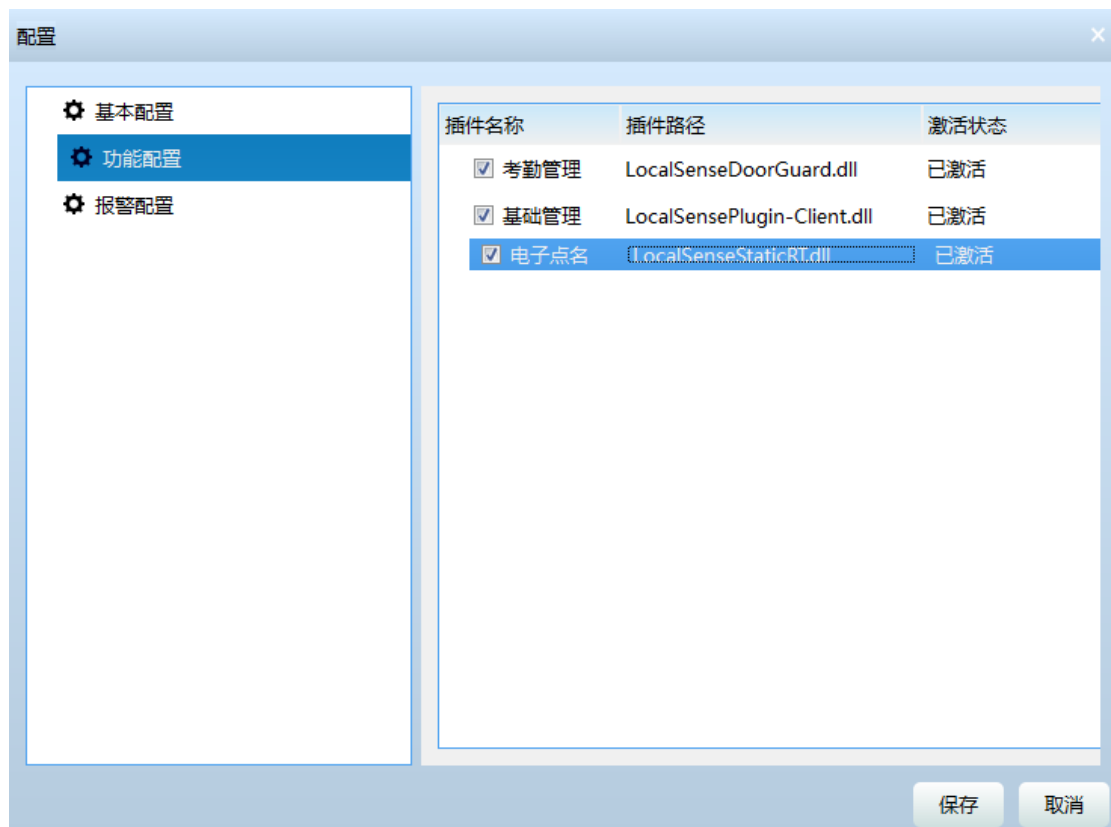 配置
基本配置
功能配置
报警配置
插件名称 插件路径 激活状态
考勤管理 LocalSenseDoorGuard.dll 已激活
基础管理 LocalSensePlugin-Client.dll 已激活
电子点名 LocalSenseStaticRT.dll 已激活
保存 取消